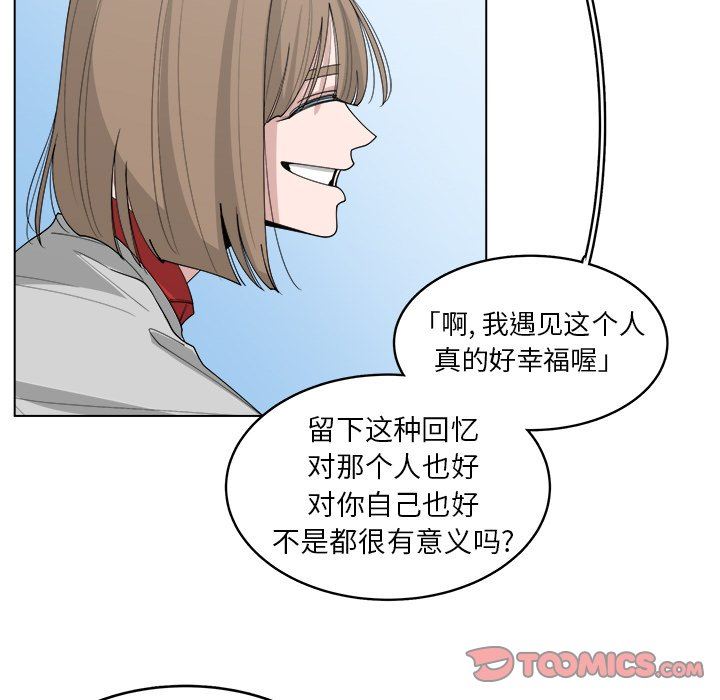 「啊, 我遇见这个人
真的好幸福喔」
留下这种回忆
对那个人也好
对你自己也好
不是都很有意义吗?
TOOMICS.COM